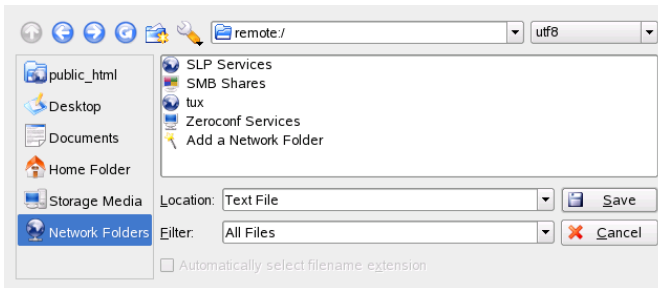 remote:/ utf8
public_html
Desktop
Documents
Home Folder
Storage Media
Network Folders
SLP Services
SMB Shares
tux
Zeroconf Services
Add a Network Folder
Location: Text File Save
Filter: All Files Cancel
Automatically select filename extension